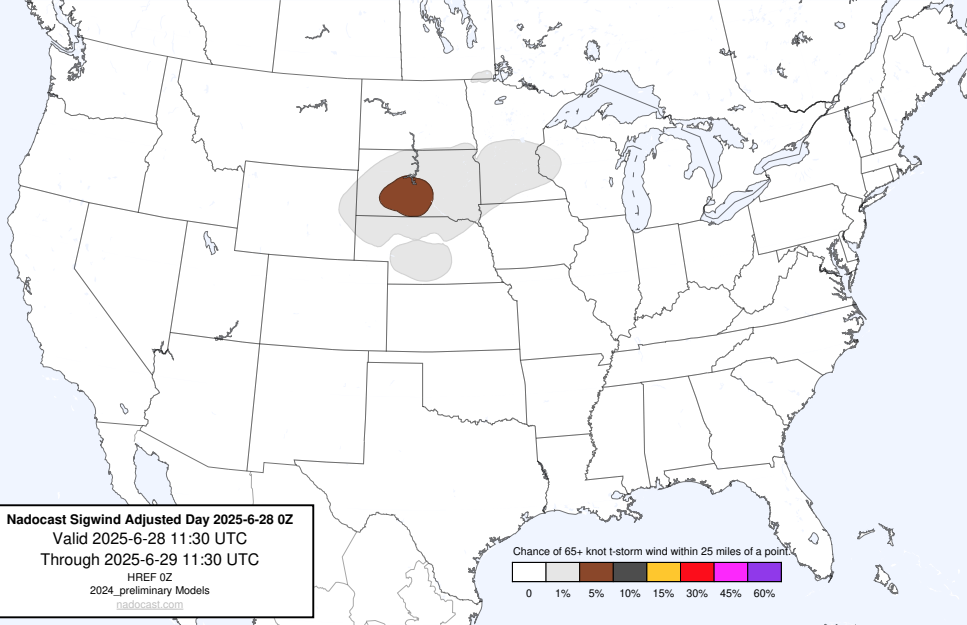 Nadocast Sigwind Adjusted Day 2025-6-28 0Z
Valid 2025-6-28 11:30 UTC
Through 2025-6-29 11:30 UTC
HREF 0Z
2024_preliminary Models
nadocast.com
Chance of 65+ knot t-storm wind within 25 miles of a point.
0 1% 5% 10% 15% 30% 45% 60%